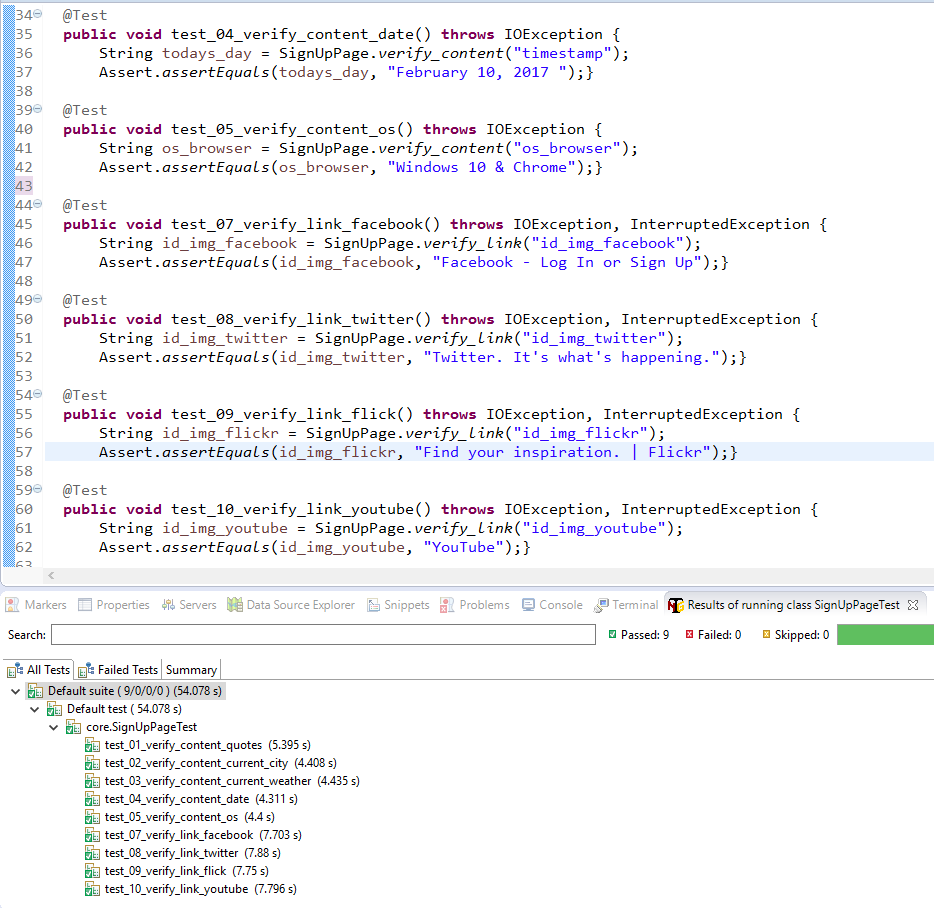 34 @Test
35 public void test_04_verify_content_date() throws IOException {
36 String todays_day = SignUpPage.verify_content("timestamp");
37 Assert.assertEquals(todays_day, "February 10, 2017 ");}
38
39 @Test
40 public void test_05_verify_content_os() throws IOException {
41 String os_browser = SignUpPage.verify_content("os_browser");
42 Assert.assertEquals(os_browser, "Windows 10 & Chrome");}
43
44 @Test
45 public void test_07_verify_link_facebook() throws IOException, InterruptedException {
46 String id_img_facebook = SignUpPage.verify_link("id_img_facebook");
47 Assert.assertEquals(id_img_facebook, "Facebook - Log In or Sign Up");}
48
49 @Test
50 public void test_08_verify_link_twitter() throws IOException, InterruptedException {
51 String id_img_twitter = SignUpPage.verify_link("id_img_twitter");
52 Assert.assertEquals(id_img_twitter, "Twitter. It's what's happening.");}
53
54 @Test
55 public void test_09_verify_link_flick() throws IOException, InterruptedException {
56 String id_img_flickr = SignUpPage.verify_link("id_img_flickr");
57 Assert.assertEquals(id_img_flickr, "Find your inspiration. | Flickr");}
58
59 @Test
60 public void test_10_verify_link_youtube() throws IOException, InterruptedException {
61 String id_img_youtube = SignUpPage.verify_link("id_img_youtube");
62 Assert.assertEquals(id_img_youtube, "YouTube");}
63
Markers Properties Servers Data Source Explorer Snippets Problems Console Terminal Results of running class SignUpPageTest
Search: Passed: 9 Failed: 0 Skipped: 0
All Tests Failed Tests Summary
Default suite ( 9/0/0/0 ) (54.078 s)
Default test ( 54.078 s)
core.SignUpPageTest
test_01_verify_content_quotes (5.395 s)
test_02_verify_content_current_city (4.408 s)
test_03_verify_content_current_weather (4.435 s)
test_04_verify_content_date (4.311 s)
test_05_verify_content_os (4.4 s)
test_07_verify_link_facebook (7.703 s)
test_08_verify_link_twitter (7.88 s)
test_09_verify_link_flick (7.75 s)
test_10_verify_link_youtube (7.796 s)